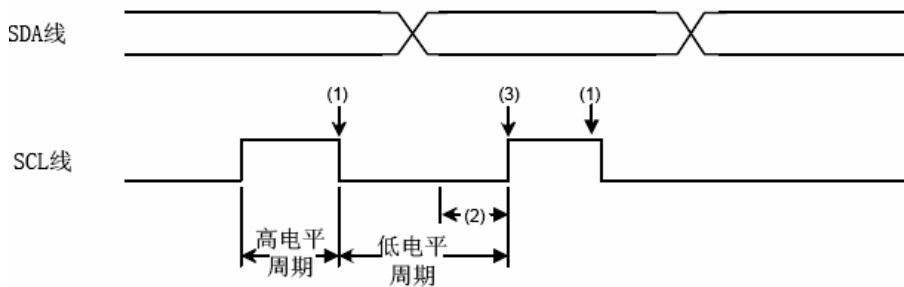 SDA线
(1)
(3)
(1)
SCL线
(2)
高电平
周期
低电平
周期